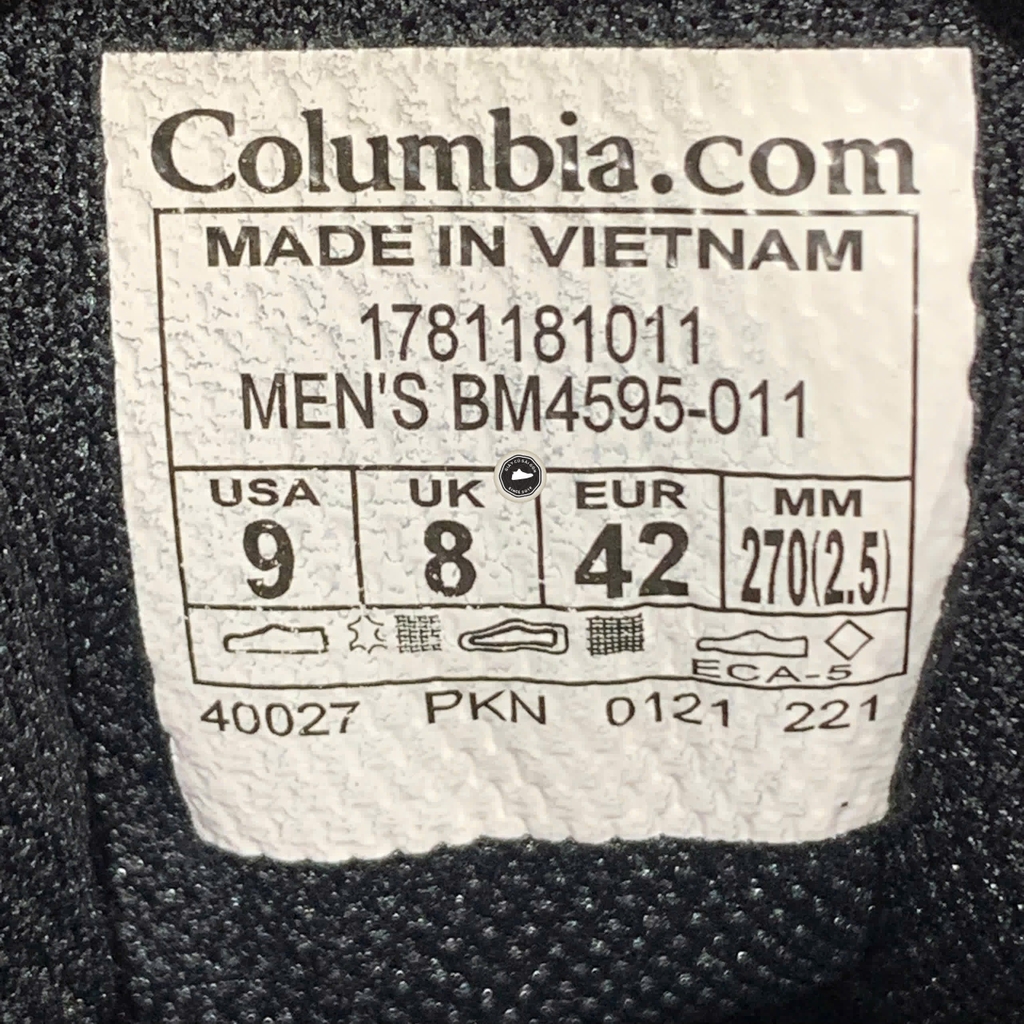 Columbia.com
MADE IN VIETNAM
1781181011
MEN'S BM4595-011
USA UK EUR MM
9 8 42 270(2.5)
ECA-5
40027 PKN 0121 221